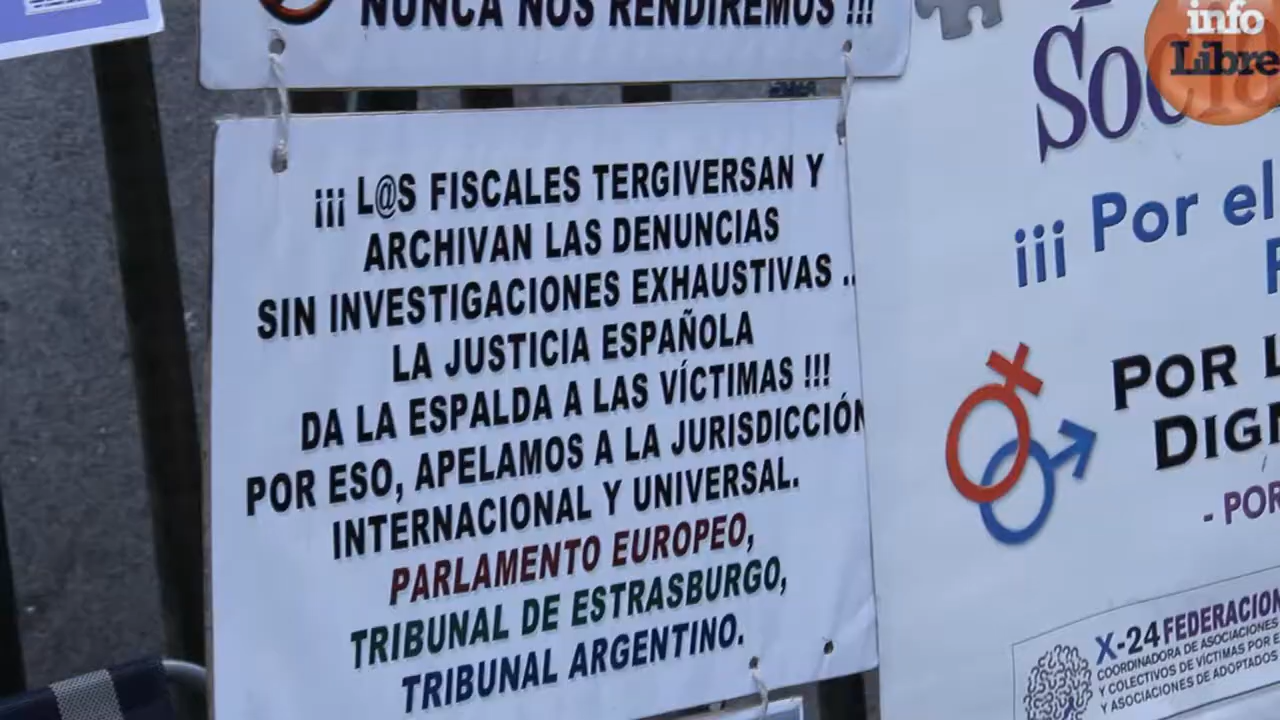 NUNCA NOS RENDIREMOS !!!
¡¡¡ L@S FISCALES TERGIVERSAN Y
ARCHIVAN LAS DENUNCIAS
SIN INVESTIGACIONES EXHAUSTIVAS ..
LA JUSTICIA ESPAÑOLA
DA LA ESPALDA A LAS VÍCTIMAS !!!
POR ESO, APELAMOS A LA JURISDICCIÓN
INTERNACIONAL Y UNIVERSAL.
PARLAMENTO EUROPEO,
TRIBUNAL DE ESTRASBURGO,
TRIBUNAL ARGENTINO.
info
Libre
¡¡¡ Por el
POR
DIG
- POR
X-24 FEDERACION
COORDINADORA DE ASOCIACIONES
Y COLECTIVOS DE VÍCTIMAS POR
Y ASOCIACIONES DE ADOPTADOS